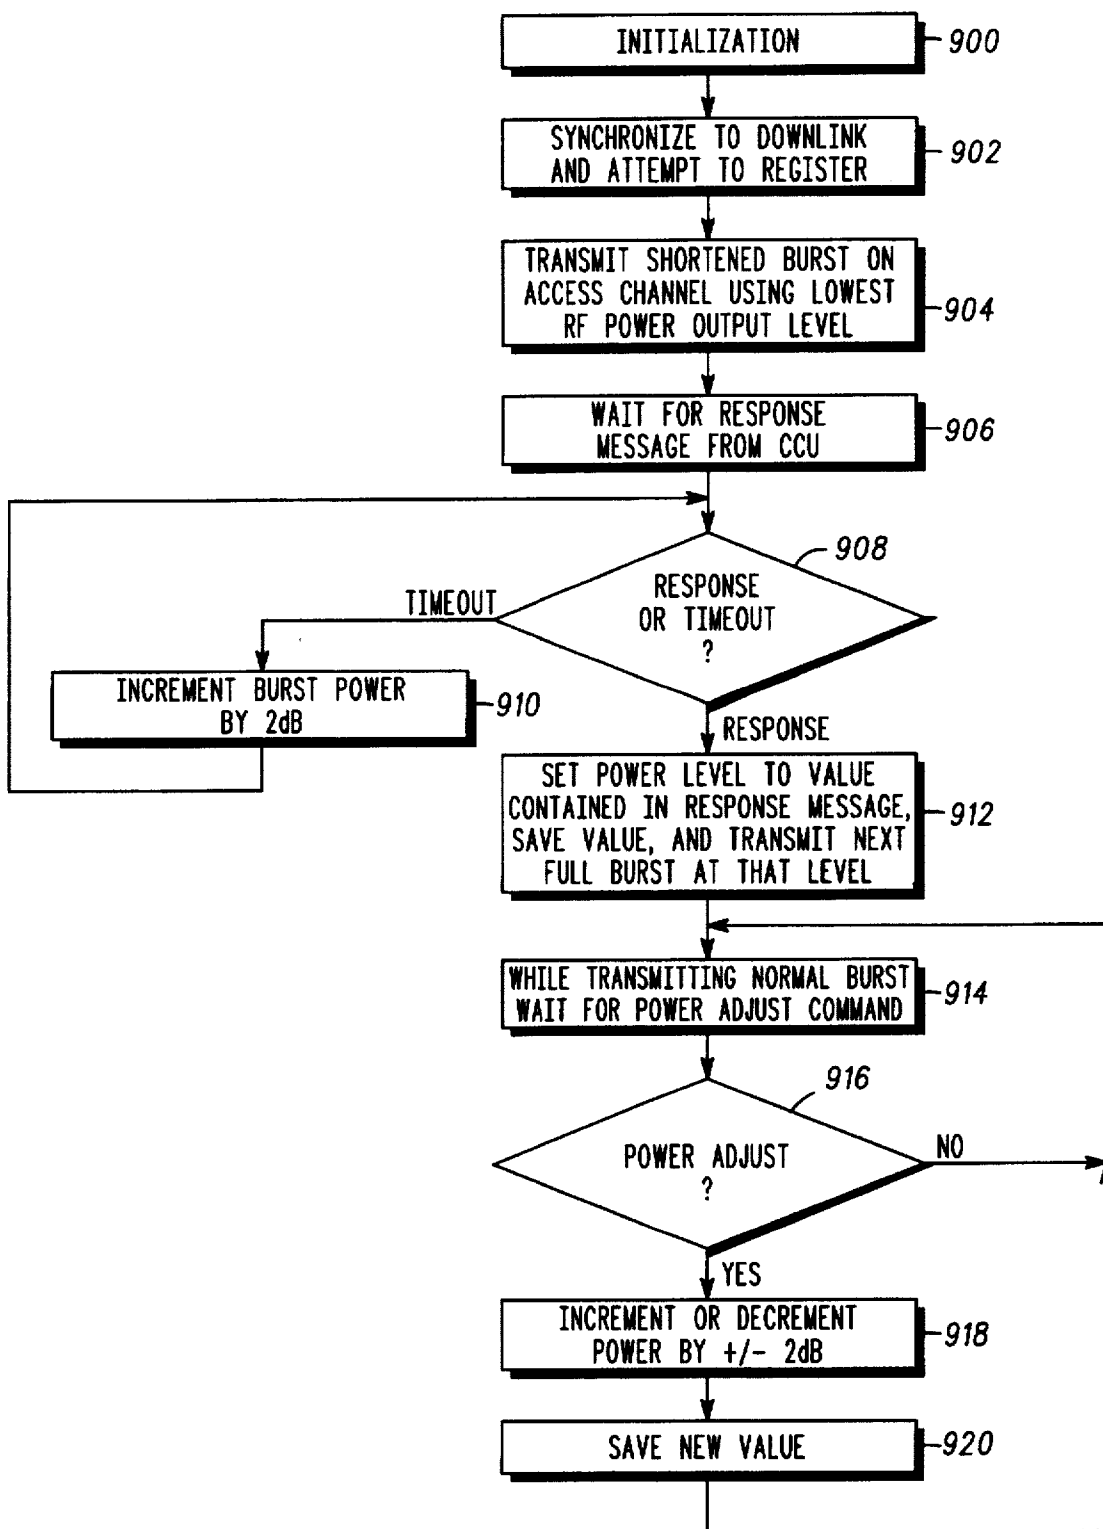 INITIALIZATION
900
SYNCHRONIZE TO DOWNLINK
AND ATTEMPT TO REGISTER
902
TRANSMIT SHORTENED BURST ON
ACCESS CHANNEL USING LOWEST
RF POWER OUTPUT LEVEL
904
WAIT FOR RESPONSE
MESSAGE FROM CCU
906
908
RESPONSE
OR TIMEOUT
?
TIMEOUT
INCREMENT BURST POWER
BY 2dB
910
RESPONSE
SET POWER LEVEL TO VALUE
CONTAINED IN RESPONSE MESSAGE,
SAVE VALUE, AND TRANSMIT NEXT
FULL BURST AT THAT LEVEL
912
WHILE TRANSMITTING NORMAL BURST
WAIT FOR POWER ADJUST COMMAND
914
916
POWER ADJUST
?
NO
YES
INCREMENT OR DECREMENT
POWER BY +/- 2dB
918
SAVE NEW VALUE
920